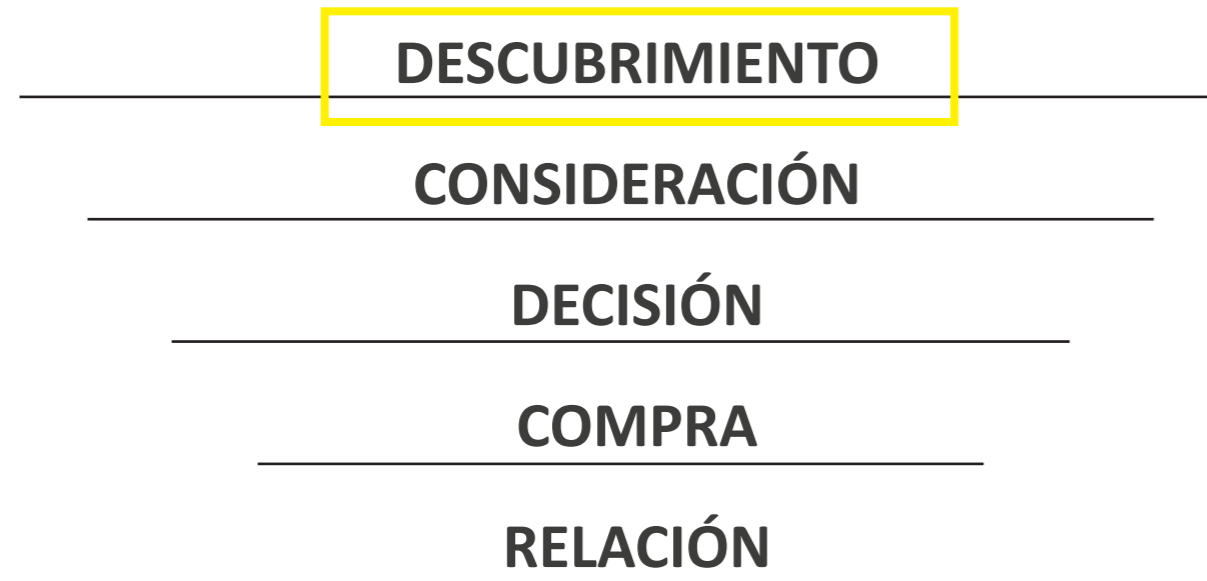 DESCUBRIMIENTO
CONSIDERACIÓN
DECISIÓN
COMPRA
RELACIÓN